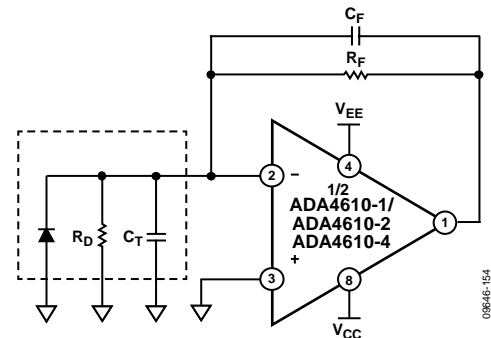 CF
RF
VEE
4
2
–
1/2
ADA4610-1/
ADA4610-2
ADA4610-4
1
RD
CT
+
3
8
VCC
09646-154